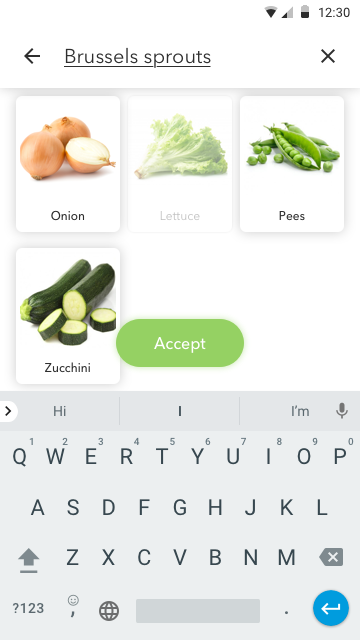 12:30
Brussels sprouts
Onion
Lettuce
Pees
Zucchini
Accept
Hi
I
I'm
1 2 3 4 5 6 7 8 9 0
Q W E R T Y U I O P
A S D F G H J K L
Z X C V B N M
?123 , .